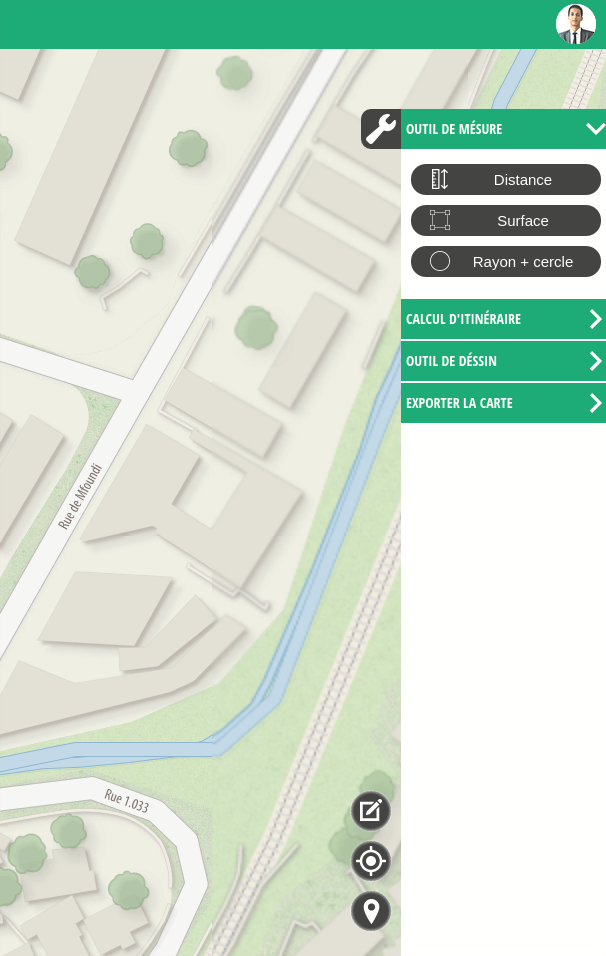 OUTIL DE MÉSURE
Distance
Surface
Rayon + cercle
CALCUL D'ITINÉRAIRE
OUTIL DE DÉSSIN
EXPORTER LA CARTE
Rue de Mfoundi
Rue 1.033